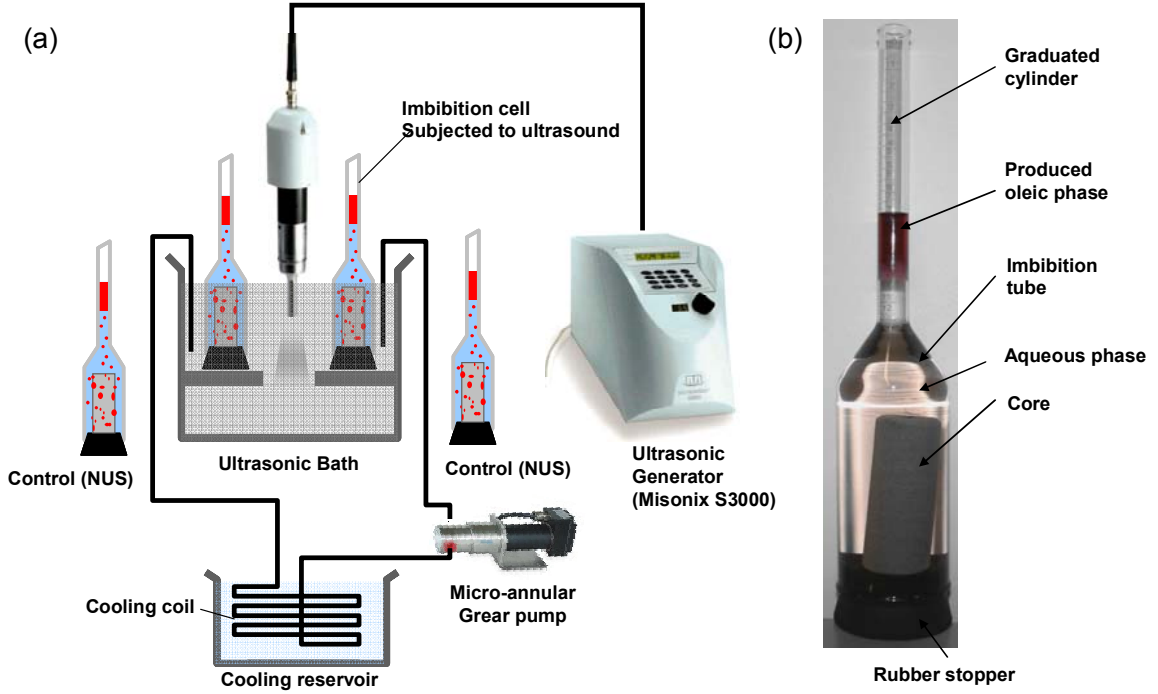 (a)
Imbibition cell
Subjected to ultrasound
Control (NUS)
Ultrasonic Bath
Control (NUS)
Ultrasonic
Generator
(Misonix S3000)
Micro-annular
Grear pump
Cooling coil
Cooling reservoir
(b)
Graduated
cylinder
Produced
oleic phase
Imbibition
tube
Aqueous phase
Core
Rubber stopper